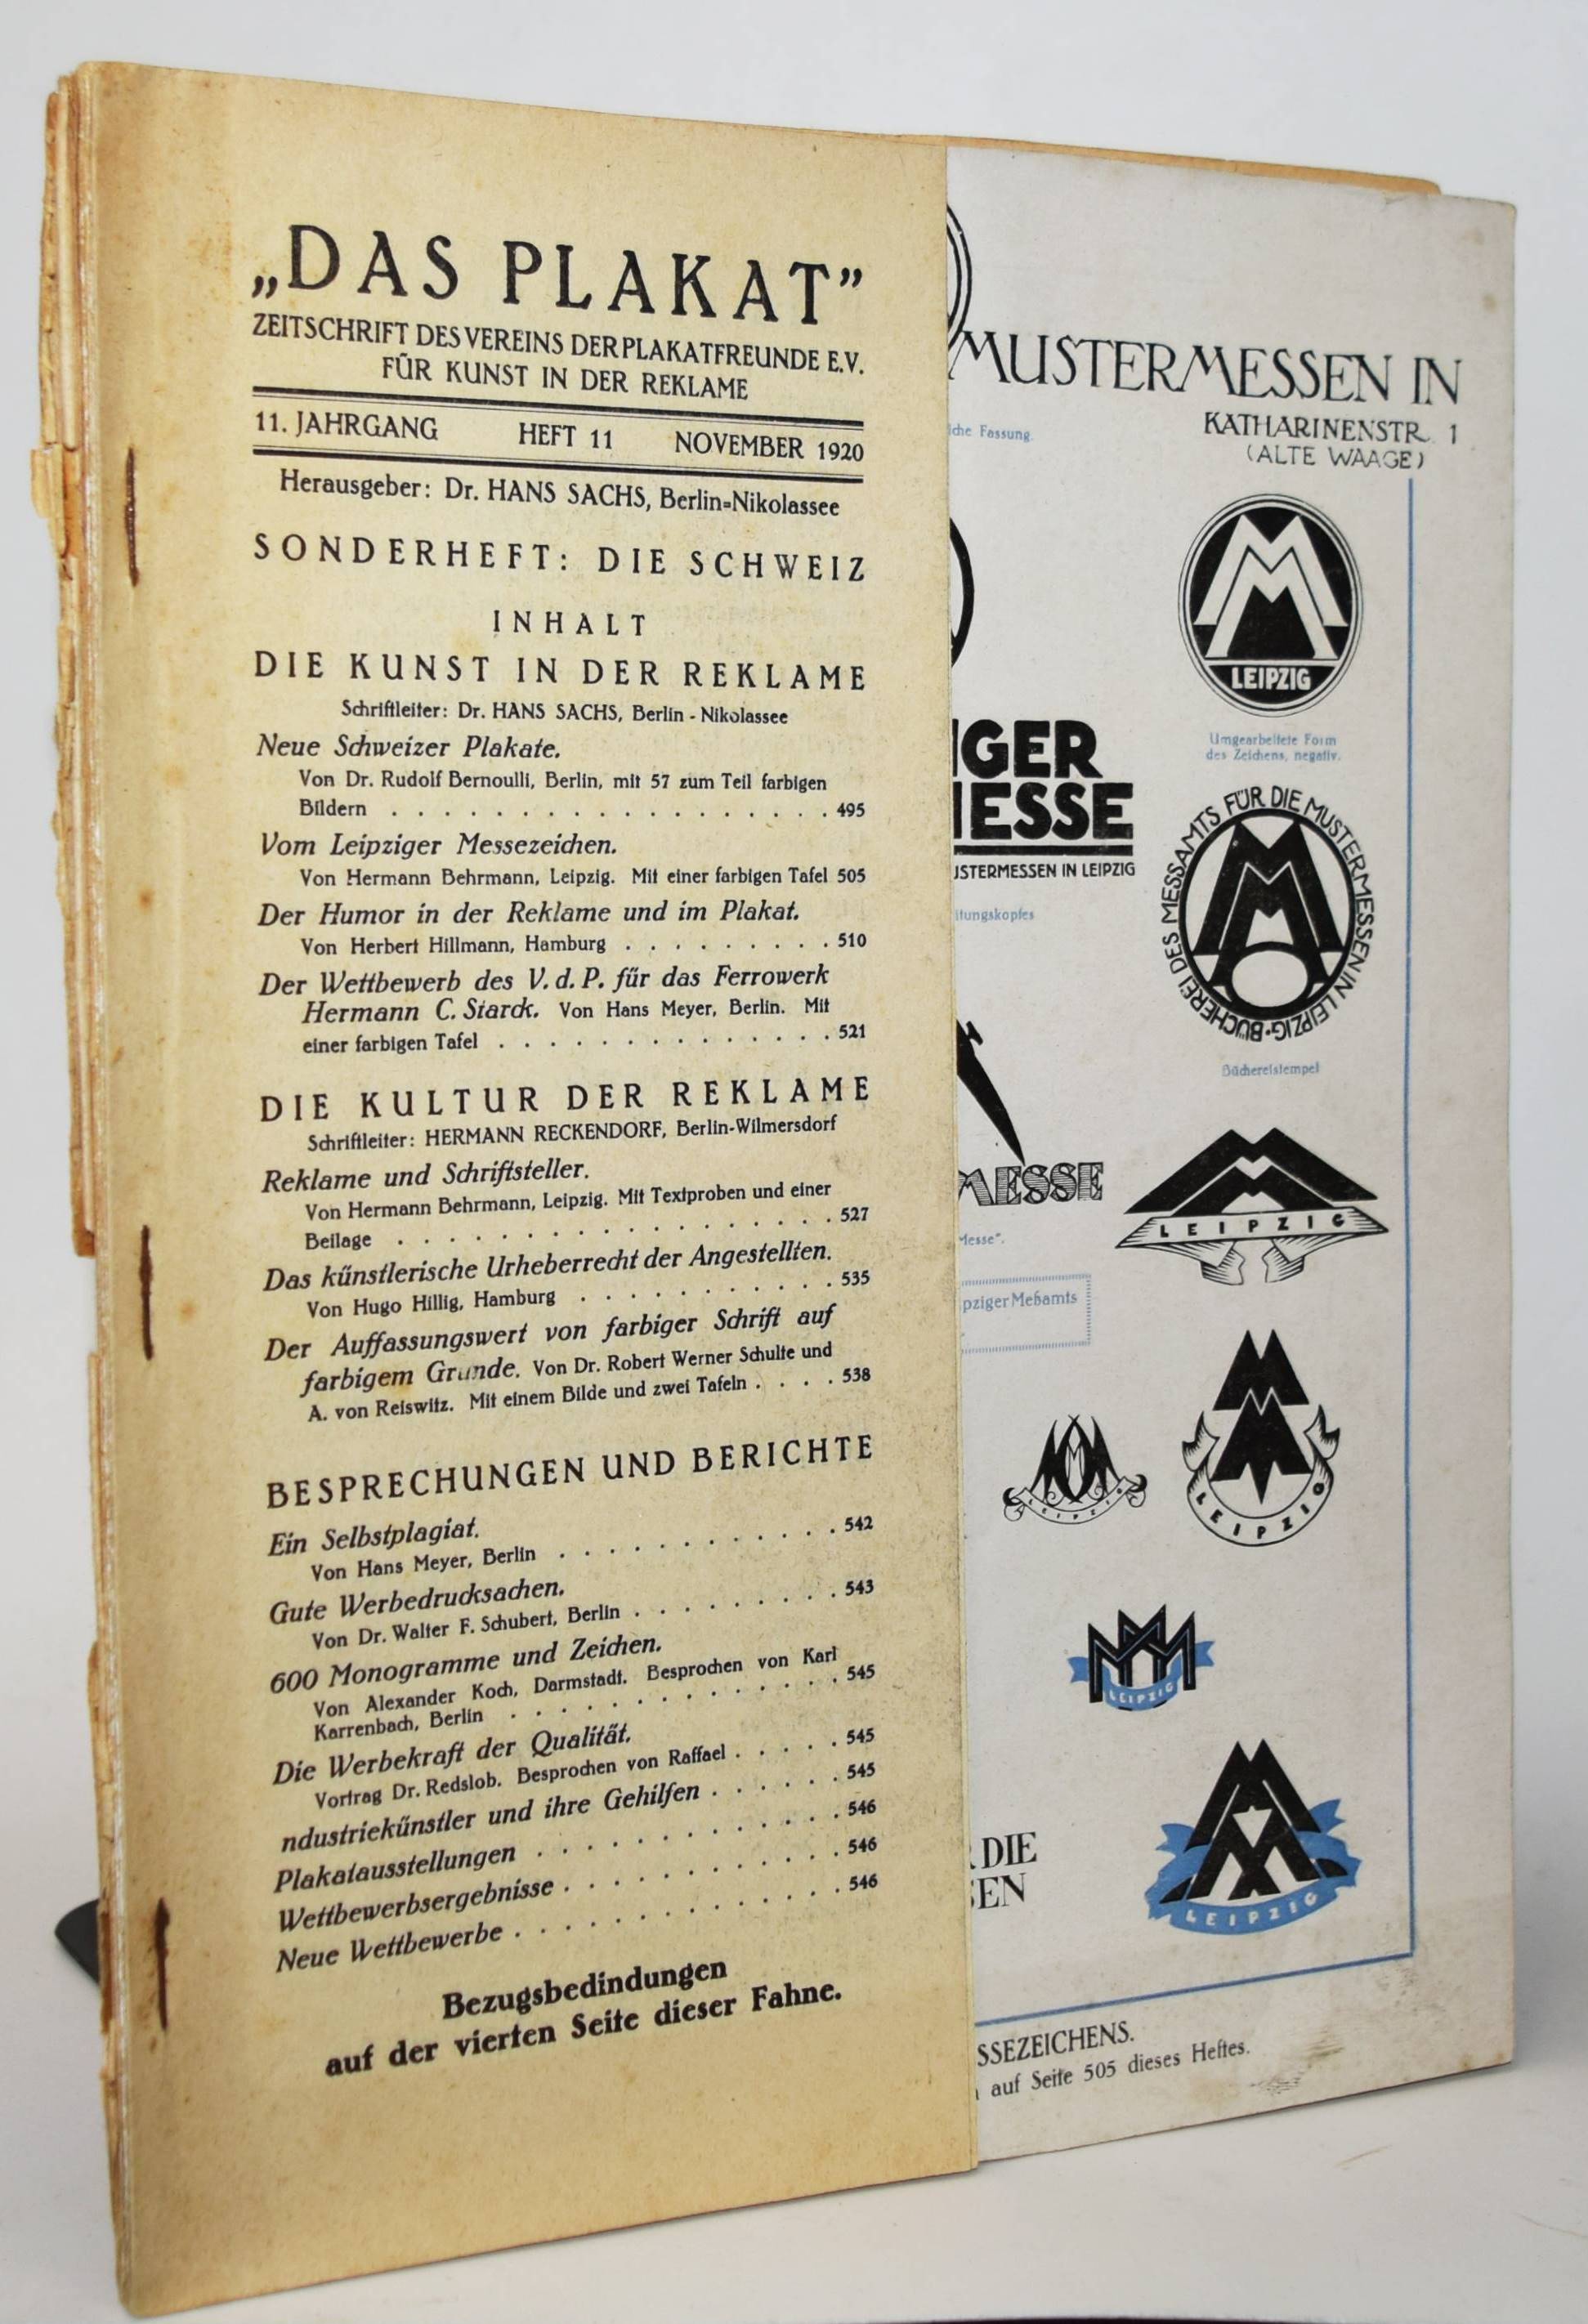 „DAS PLAKAT”
ZEITSCHRIFT DES VEREINS DER PLAKATFREUNDE E.V.
FÜR KUNST IN DER REKLAME
11. JAHRGANG HEFT 11 NOVEMBER 1920
Herausgeber: Dr. HANS SACHS, Berlin=Nikolassee
SONDERHEFT: DIE SCHWEIZ
INHALT
DIE KUNST IN DER REKLAME
Schriftleiter: Dr. HANS SACHS, Berlin - Nikolassee
Neue Schweizer Plakate.
Von Dr. Rudolf Bernoulli, Berlin, mit 57 zum Teil farbigen
Bildern . . . . . . . . . . . . . . . . . 495
Vom Leipziger Messezeichen.
Von Hermann Behrmann, Leipzig. Mit einer farbigen Tafel 505
Der Humor in der Reklame und im Plakat.
Von Herbert Hillmann, Hamburg . . . . . . . . . 510
Der Wettbewerb des V. d. P. für das Ferrowerk
Hermann C. Starck. Von Hans Meyer, Berlin. Mit
einer farbigen Tafel . . . . . . . . . . . . . . 521
DIE KULTUR DER REKLAME
Schriftleiter: HERMANN RECKENDORF, Berlin-Wilmersdorf
Reklame und Schriftsteller.
Von Hermann Behrmann, Leipzig. Mit Textproben und einer
Beilage . . . . . . . . . . . . . . . . . 527
Das künstlerische Urheberrecht der Angestellten.
Von Hugo Hillig, Hamburg . . . . . . . . . . . 535
Der Auffassungswert von farbiger Schrift auf
farbigem Grunde. Von Dr. Robert Werner Schulte und
A. von Reiswitz. Mit einem Bilde und zwei Tafeln . . . . 538
BESPRECHUNGEN UND BERICHTE
Ein Selbstplagiat.
Von Hans Meyer, Berlin . . . . . . . . . . . . 542
Gute Werbedrucksachen.
Von Dr. Walter F. Schubert, Berlin . . . . . . . . . 543
600 Monogramme und Zeichen.
Von Alexander Koch, Darmstadt. Besprochen von Karl
Karrenbach, Berlin . . . . . . . . . . . . . . 545
Die Werbekraft der Qualität.
Vortrag Dr. Redslob. Besprochen von Raffael . . . . . 545
ndustriekünstler und ihre Gehilfen . . . . . . 545
Plakatausstellungen . . . . . . . . . . . . . 546
Wettbewerbsergebnisse . . . . . . . . . . . . 546
Neue Wettbewerbe . . . . . . . . . . . . . . 546
Bezugsbedindungen
auf der vierten Seite dieser Fahne.
MUSTERMESSEN IN
KATHARINENSTR. 1
(ALTE WAAGE)
che Fassung.
LEIPZIG
Umgearbeitete Form
des Zeichens, negativ.
GER
ESSE
USTERMESSEN IN LEIPZIG
itungskopfes
BÜCHEREI DES MESSAMTS FÜR DIE MUSTERMESSEN IN LEIPZIG
Büchereistempel
MESSE
Messe".
LEIPZIG
pziger Meßamts
LEIPZIG
LEIPZIG
LEIPZIG
DIE
EN
LEIPZIG
SSEZEICHENS.
auf Seite 505 dieses Heftes.